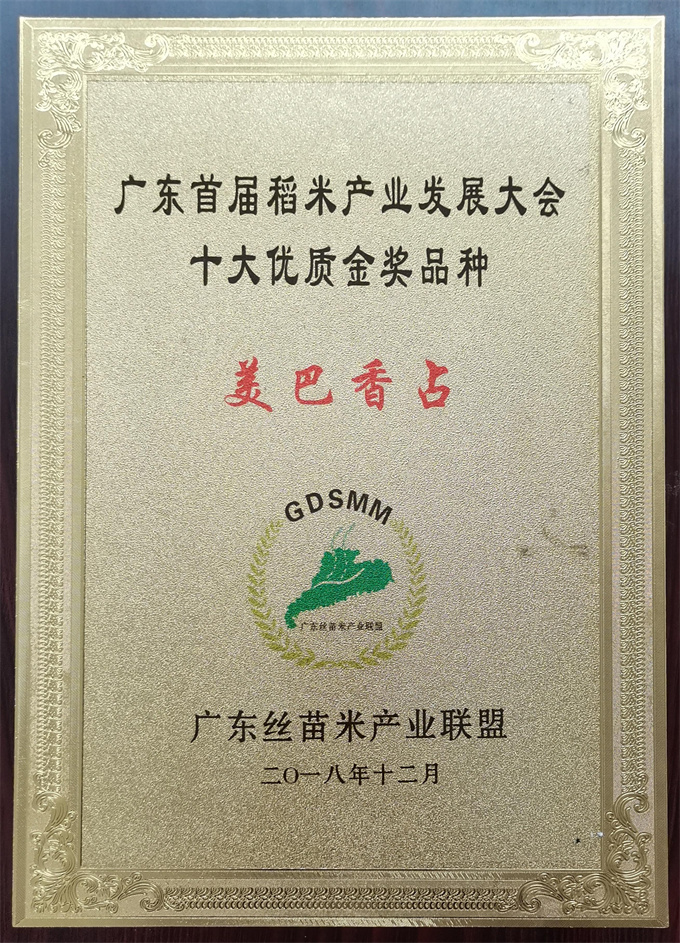 广东首届稻米产业发展大会
十大优质金奖品种
美巴香占
GDSMM
广东丝苗米产业联盟
广东丝苗米产业联盟
二〇一八年十二月